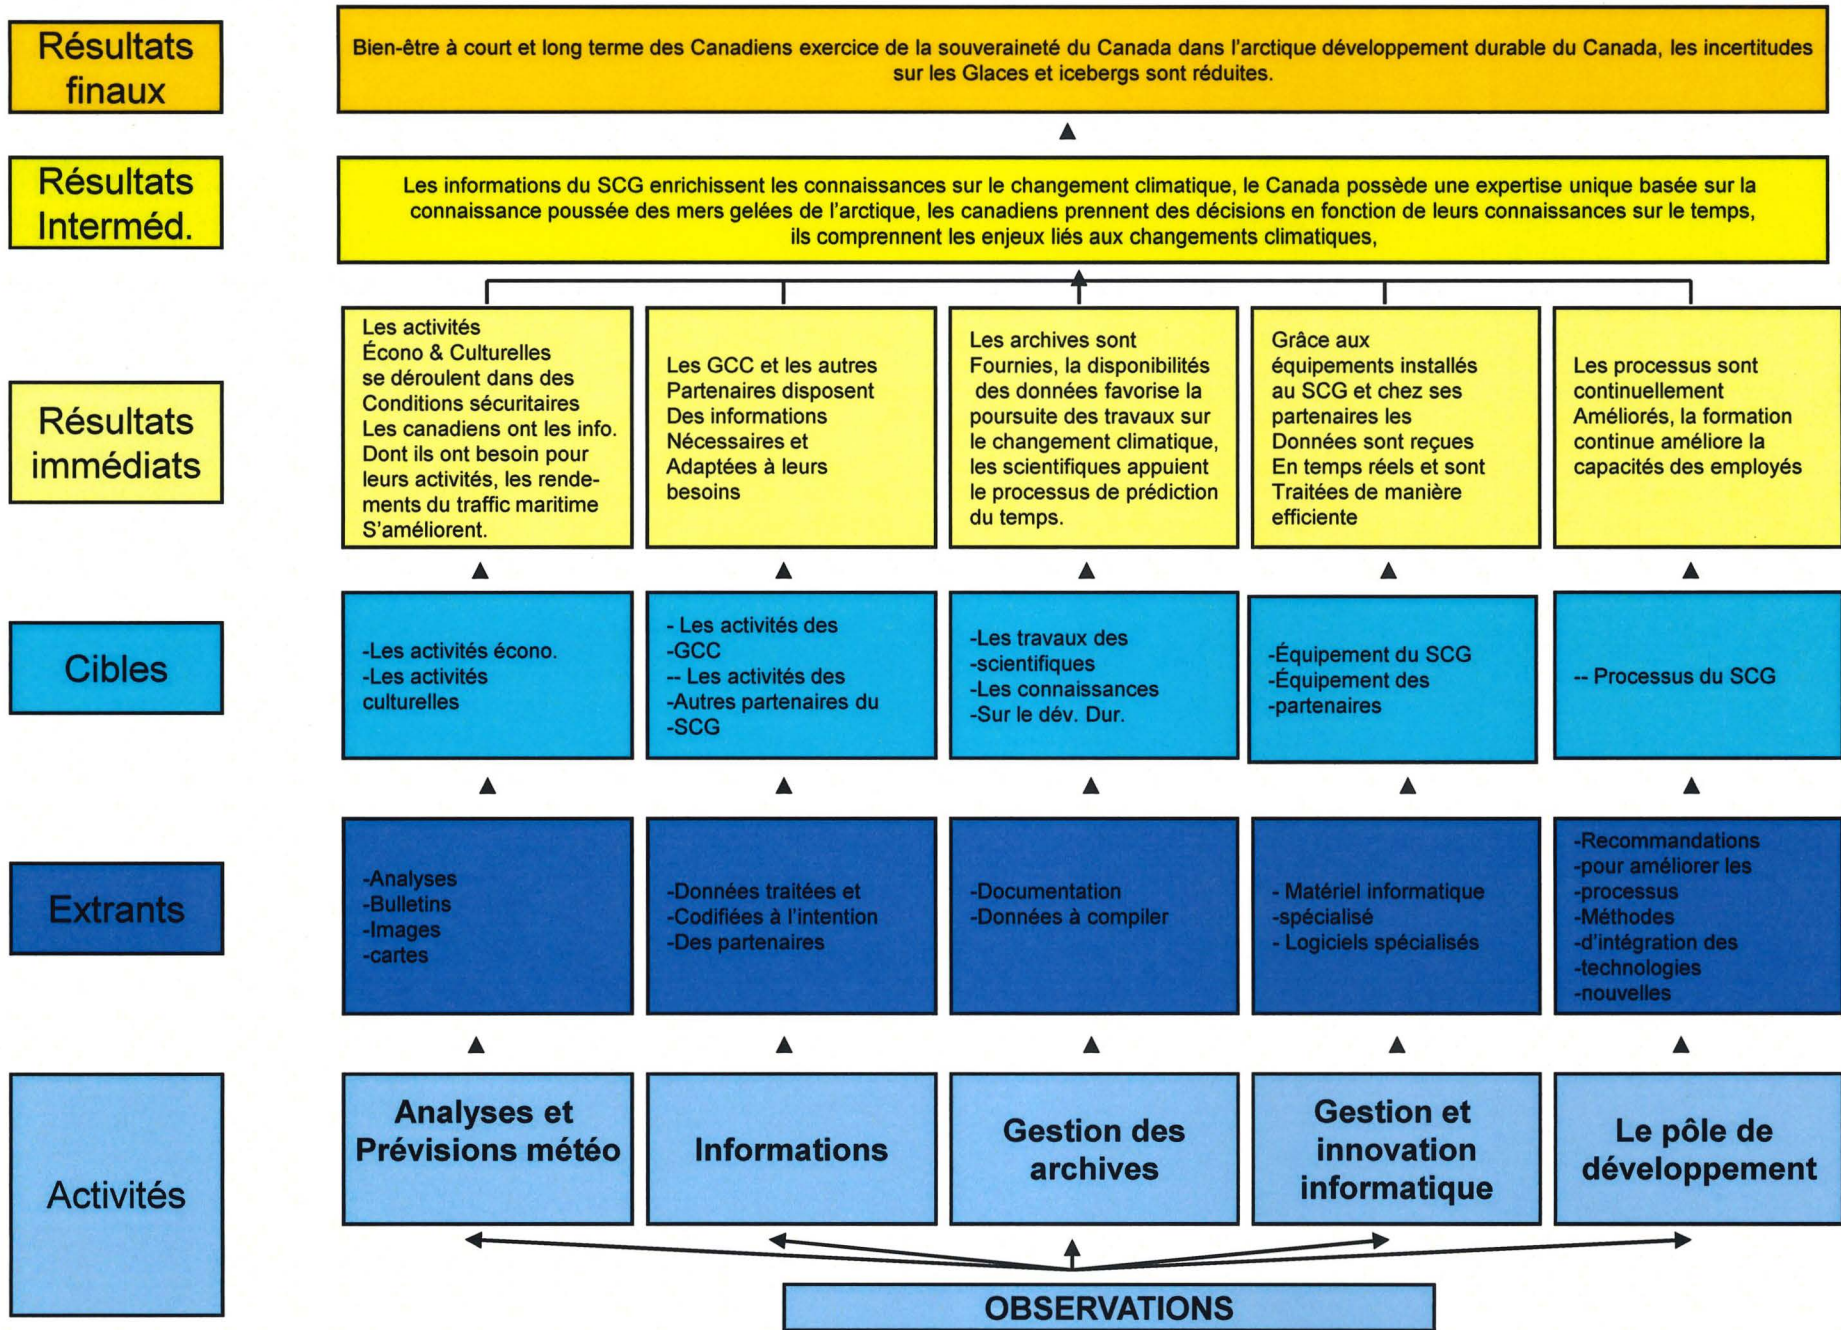 Résultats
finaux
Bien-être à court et long terme des Canadiens exercice de la souveraineté du Canada dans l'arctique développement durable du Canada, les incertitudes
sur les Glaces et icebergs sont réduites.
Résultats
Interméd.
Les informations du SCG enrichissent les connaissances sur le changement climatique, le Canada possède une expertise unique basée sur la
connaissance poussée des mers gelées de l'arctique, les canadiens prennent des décisions en fonction de leurs connaissances sur le temps,
ils comprennent les enjeux liés aux changements climatiques,
Résultats
immédiats
Les activités
Écono & Culturelles
se déroulent dans des
Conditions sécuritaires
Les canadiens ont les info.
Dont ils ont besoin pour
leurs activités, les rende-
ments du traffic maritime
S'améliorent.
Les GCC et les autres
Partenaires disposent
Des informations
Nécessaires et
Adaptées à leurs
besoins
Les archives sont
Fournies, la disponibilités
des données favorise la
poursuite des travaux sur
le changement climatique,
les scientifiques appuient
le processus de prédiction
du temps.
Grâce aux
équipements installés
au SCG et chez ses
partenaires les
Données sont reçues
En temps réels et sont
Traitées de manière
efficiente
Les processus sont
continuellement
Améliorés, la formation
continue améliore la
capacités des employés
Cibles
-Les activités écono.
-Les activités
culturelles
- Les activités des
-GCC
-- Les activités des
-Autres partenaires du
-SCG
-Les travaux des
-scientifiques
-Les connaissances
-Sur le dév. Dur.
-Équipement du SCG
-Équipement des
-partenaires
-- Processus du SCG
Extrants
-Analyses
-Bulletins
-Images
-cartes
-Données traitées et
-Codifiées à l'intention
-Des partenaires
-Documentation
-Données à compiler
- Matériel informatique
-spécialisé
- Logiciels spécialisés
-Recommandations
-pour améliorer les
-processus
-Méthodes
-d'intégration des
-technologies
-nouvelles
Activités
Analyses et
Prévisions météo
Informations
Gestion des
archives
Gestion et
innovation
informatique
Le pôle de
développement
OBSERVATIONS